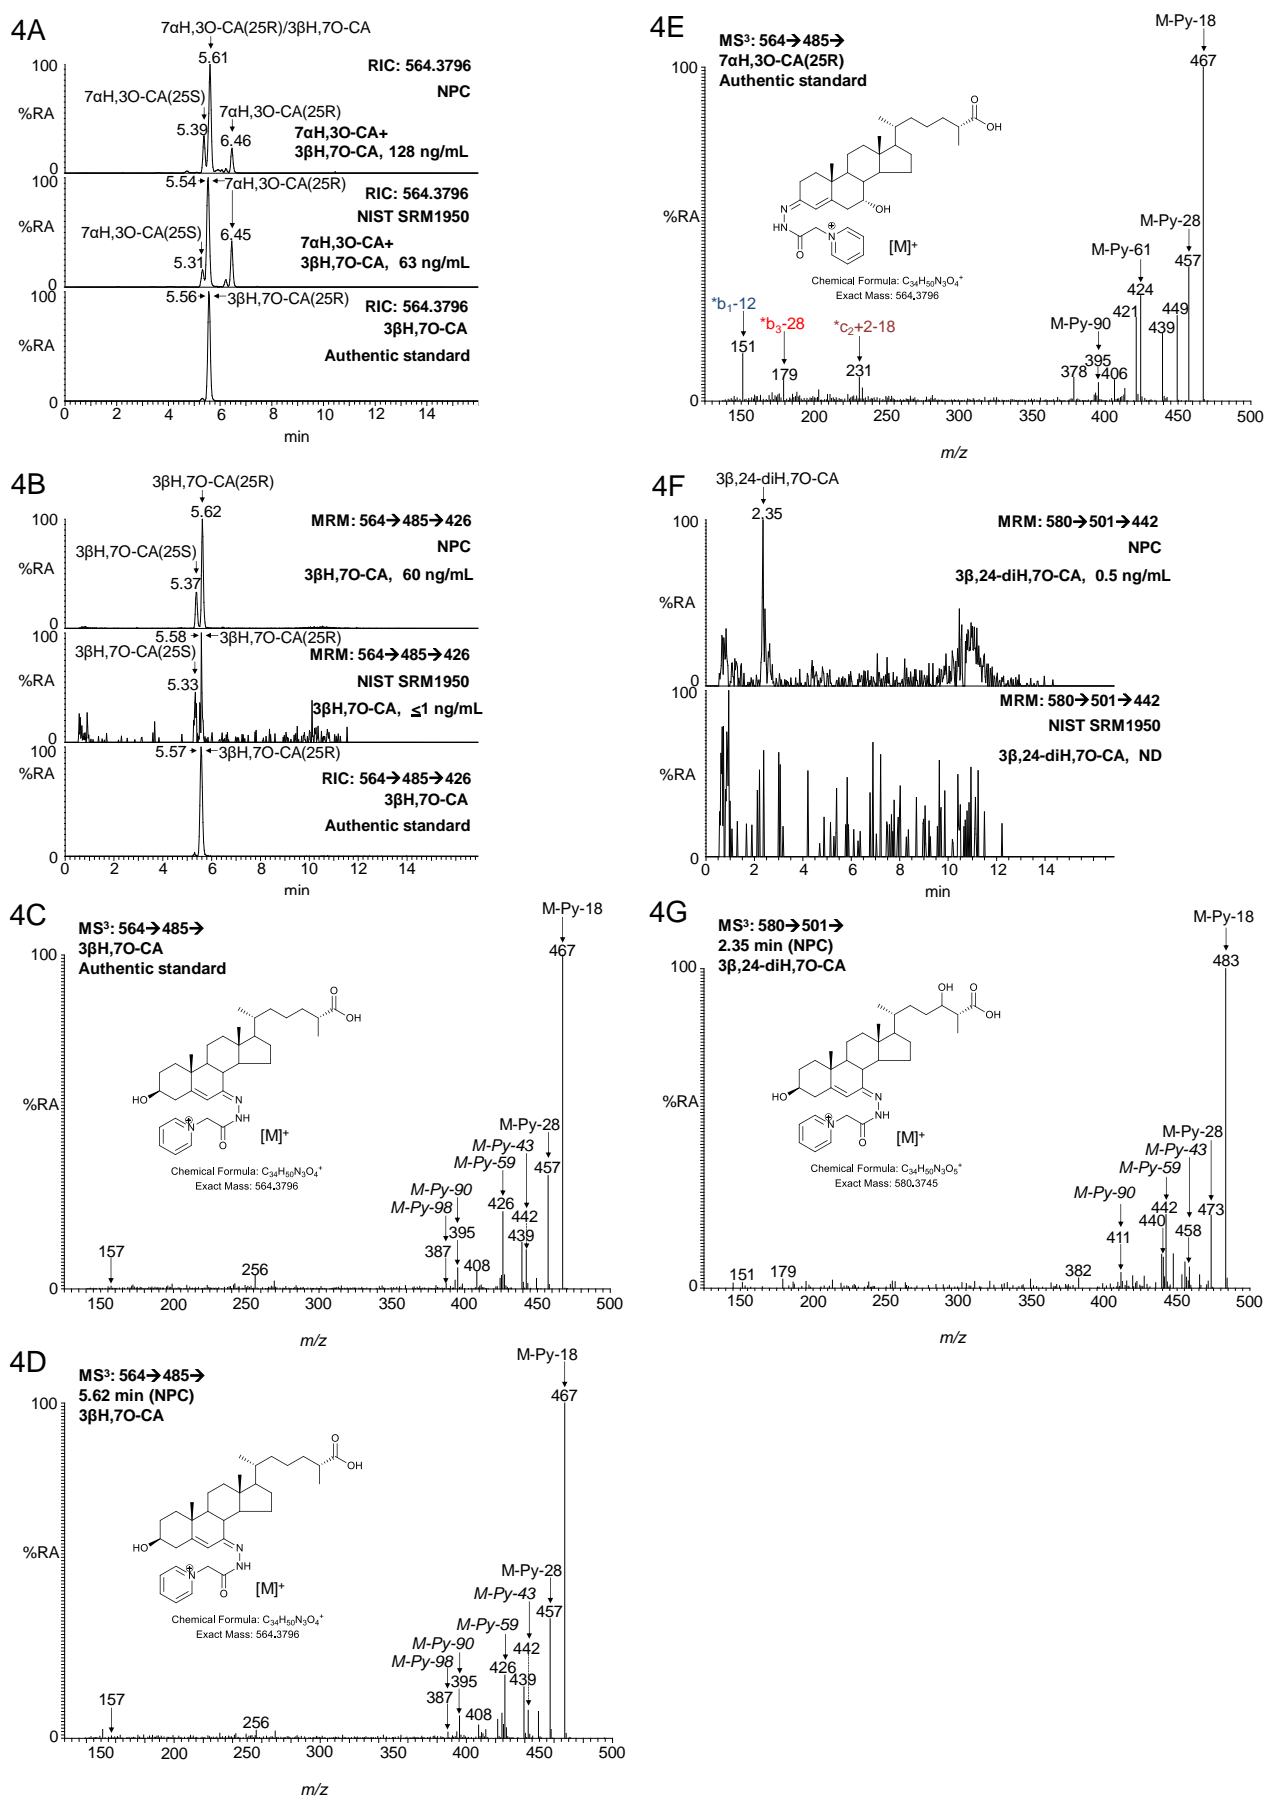 4A
7αH,3O-CA(25R)/3βH,7O-CA
5.61
100
%RA
0
7αH,3O-CA(25S)
5.39
7αH,3O-CA(25R)
6.46
RIC: 564.3796
NPC
7αH,3O-CA+
3βH,7O-CA, 128 ng/mL
100
%RA
0
5.54
7αH,3O-CA(25R)
7αH,3O-CA(25S)
5.31
6.45
RIC: 564.3796
NIST SRM1950
7αH,3O-CA+
3βH,7O-CA, 63 ng/mL
100
%RA
0
5.56
3βH,7O-CA(25R)
RIC: 564.3796
3βH,7O-CA
Authentic standard
0 2 4 6 8 10 12 14
min
4B
3βH,7O-CA(25R)
5.62
100
%RA
0
3βH,7O-CA(25S)
5.37
MRM: 564→485→426
NPC
3βH,7O-CA, 60 ng/mL
100
%RA
0
5.58
3βH,7O-CA(25R)
3βH,7O-CA(25S)
5.33
MRM: 564→485→426
NIST SRM1950
3βH,7O-CA, ≤1 ng/mL
100
%RA
0
5.57
3βH,7O-CA(25R)
RIC: 564→485→426
3βH,7O-CA
Authentic standard
0 2 4 6 8 10 12 14
min
4C
MS³: 564→485→
3βH,7O-CA
Authentic standard
M-Py-18
467
100
%RA
0
O
OH
HO
N
NH
N
⊕
O
[M]⁺
Chemical Formula: C₃₄H₅₀N₃O₄⁺
Exact Mass: 564.3796
M-Py-28
M-Py-43
M-Py-59
457
M-Py-90
M-Py-98
426
442
395
439
387
408
157
256
150 200 250 300 350 400 450 500
m/z
4D
MS³: 564→485→
5.62 min (NPC)
3βH,7O-CA
M-Py-18
467
100
%RA
0
O
OH
HO
N
NH
N
⊕
O
[M]⁺
Chemical Formula: C₃₄H₅₀N₃O₄⁺
Exact Mass: 564.3796
M-Py-28
M-Py-43
457
M-Py-59
M-Py-90
442
M-Py-98
426
395
439
387
408
157
256
150 200 250 300 350 400 450 500
m/z
4E
MS³: 564→485→
7αH,3O-CA(25R)
Authentic standard
M-Py-18
467
100
%RA
0
O
OH
OH
N
HN
O
N
⊕
[M]⁺
Chemical Formula: C₃₄H₅₀N₃O₄⁺
Exact Mass: 564.3796
M-Py-28
M-Py-61
457
424
*b₁-12
*b₃-28
*c₂+2-18
M-Py-90
421
449
439
151
179
231
378
395
406
150 200 250 300 350 400 450 500
m/z
4F
3β,24-diH,7O-CA
2.35
100
%RA
0
MRM: 580→501→442
NPC
3β,24-diH,7O-CA, 0.5 ng/mL
100
%RA
0
MRM: 580→501→442
NIST SRM1950
3β,24-diH,7O-CA, ND
0 2 4 6 8 10 12 14
min
4G
MS³: 580→501→
2.35 min (NPC)
3β,24-diH,7O-CA
M-Py-18
483
100
%RA
0
OH
O
OH
HO
N
NH
N
⊕
O
[M]⁺
Chemical Formula: C₃₄H₅₀N₃O₅⁺
Exact Mass: 580.3745
M-Py-28
M-Py-43
M-Py-59
M-Py-90
442
473
440
458
411
151
179
382
150 200 250 300 350 400 450 500
m/z